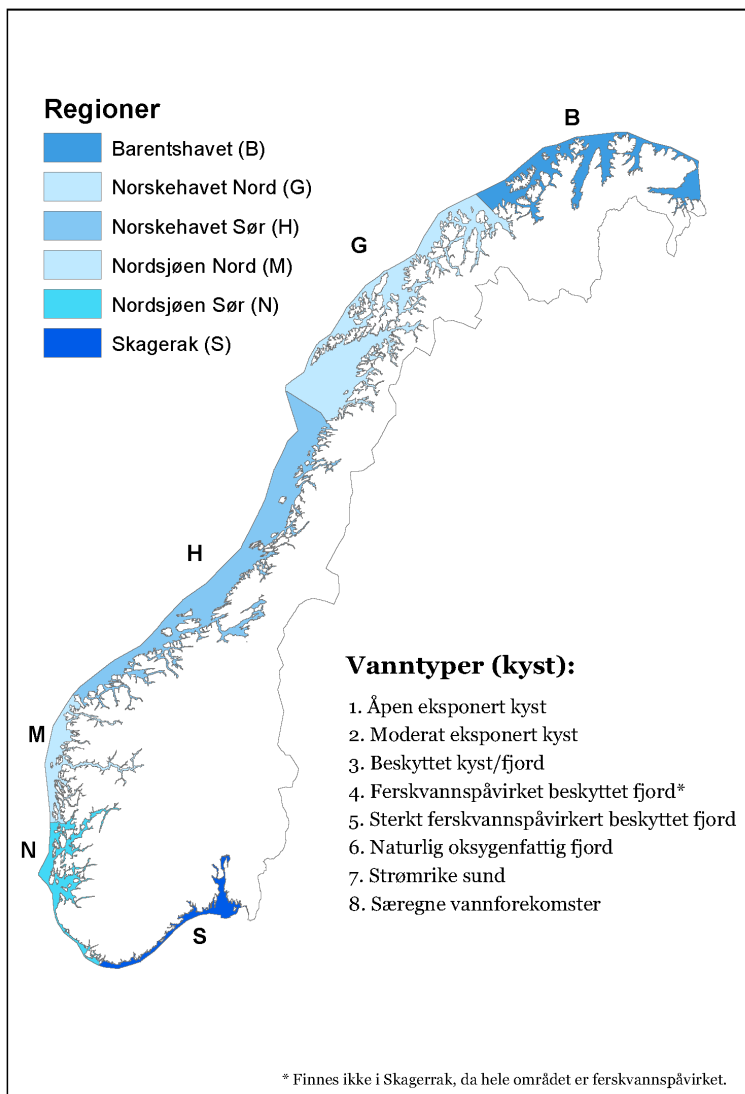 Regioner
Barentshavet (B)
Norskehavet Nord (G)
Norskehavet Sør (H)
Nordsjøen Nord (M)
Nordsjøen Sør (N)
Skagerak (S)
B
G
H
M
N
S
Vanntyper (kyst):
1. Åpen eksponert kyst
2. Moderat eksponert kyst
3. Beskyttet kyst/fjord
4. Ferskvannspåvirket beskyttet fjord*
5. Sterkt ferskvannspåvirkert beskyttet fjord
6. Naturlig oksygenfattig fjord
7. Strømrike sund
8. Særegne vannforekomster
* Finnes ikke i Skagerrak, da hele området er ferskvannspåvirket.